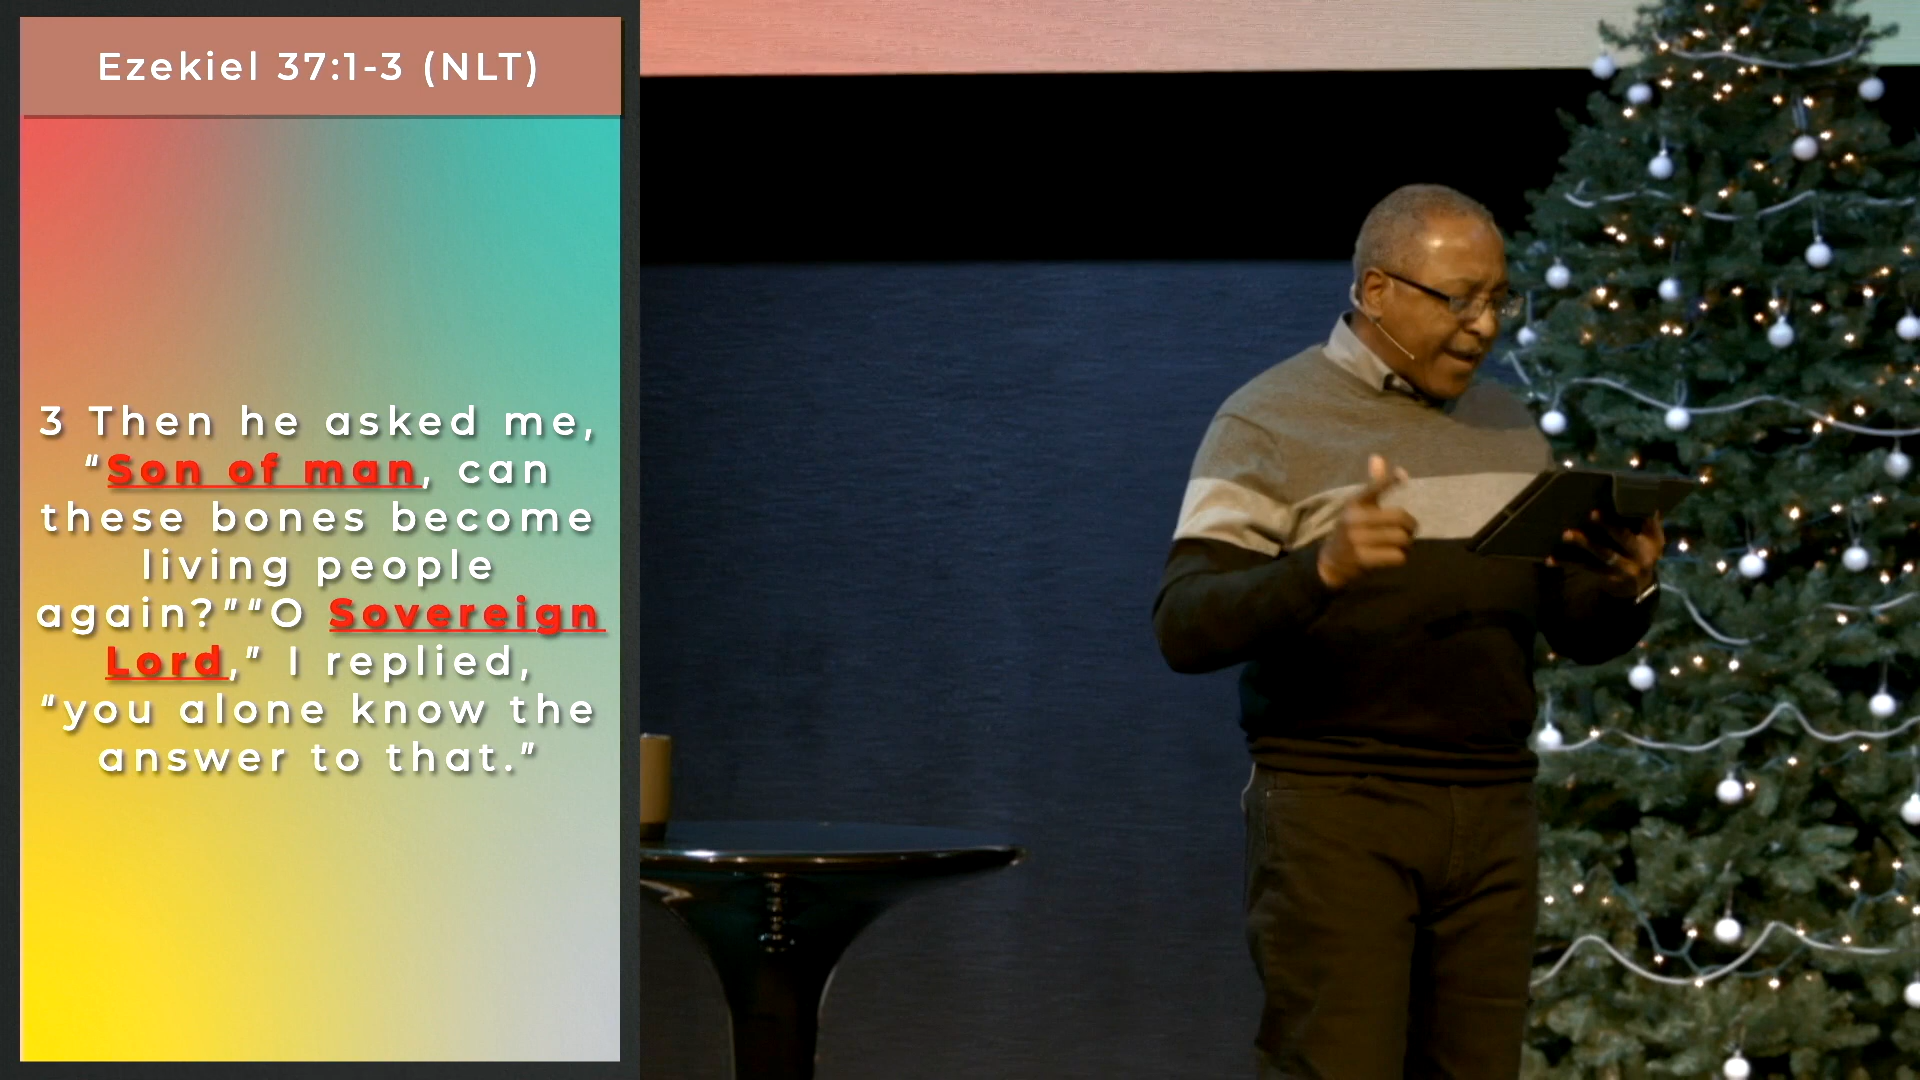 Ezekiel 37:1-3 (NLT)
3 Then he asked me,
"Son of man, can
these bones become
living people
again?"“O Sovereign
Lord,” I replied,
"you alone know the
answer to that.”